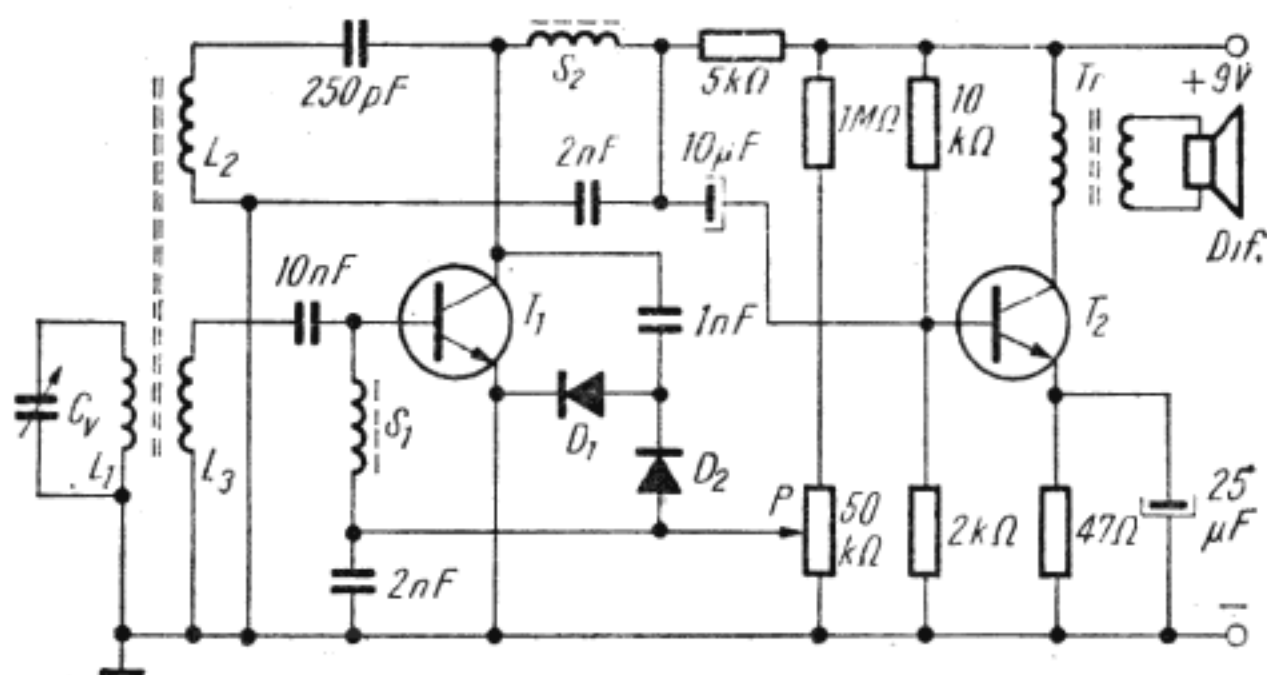 250pF
S2
5kΩ
1MΩ
10
kΩ
Tr
+9V
L2
2nF
10µF
Dif.
10nF
T1
1nF
T2
Cv
L1
L3
S1
D1
D2
P
50
kΩ
2kΩ
47Ω
25
µF
2nF